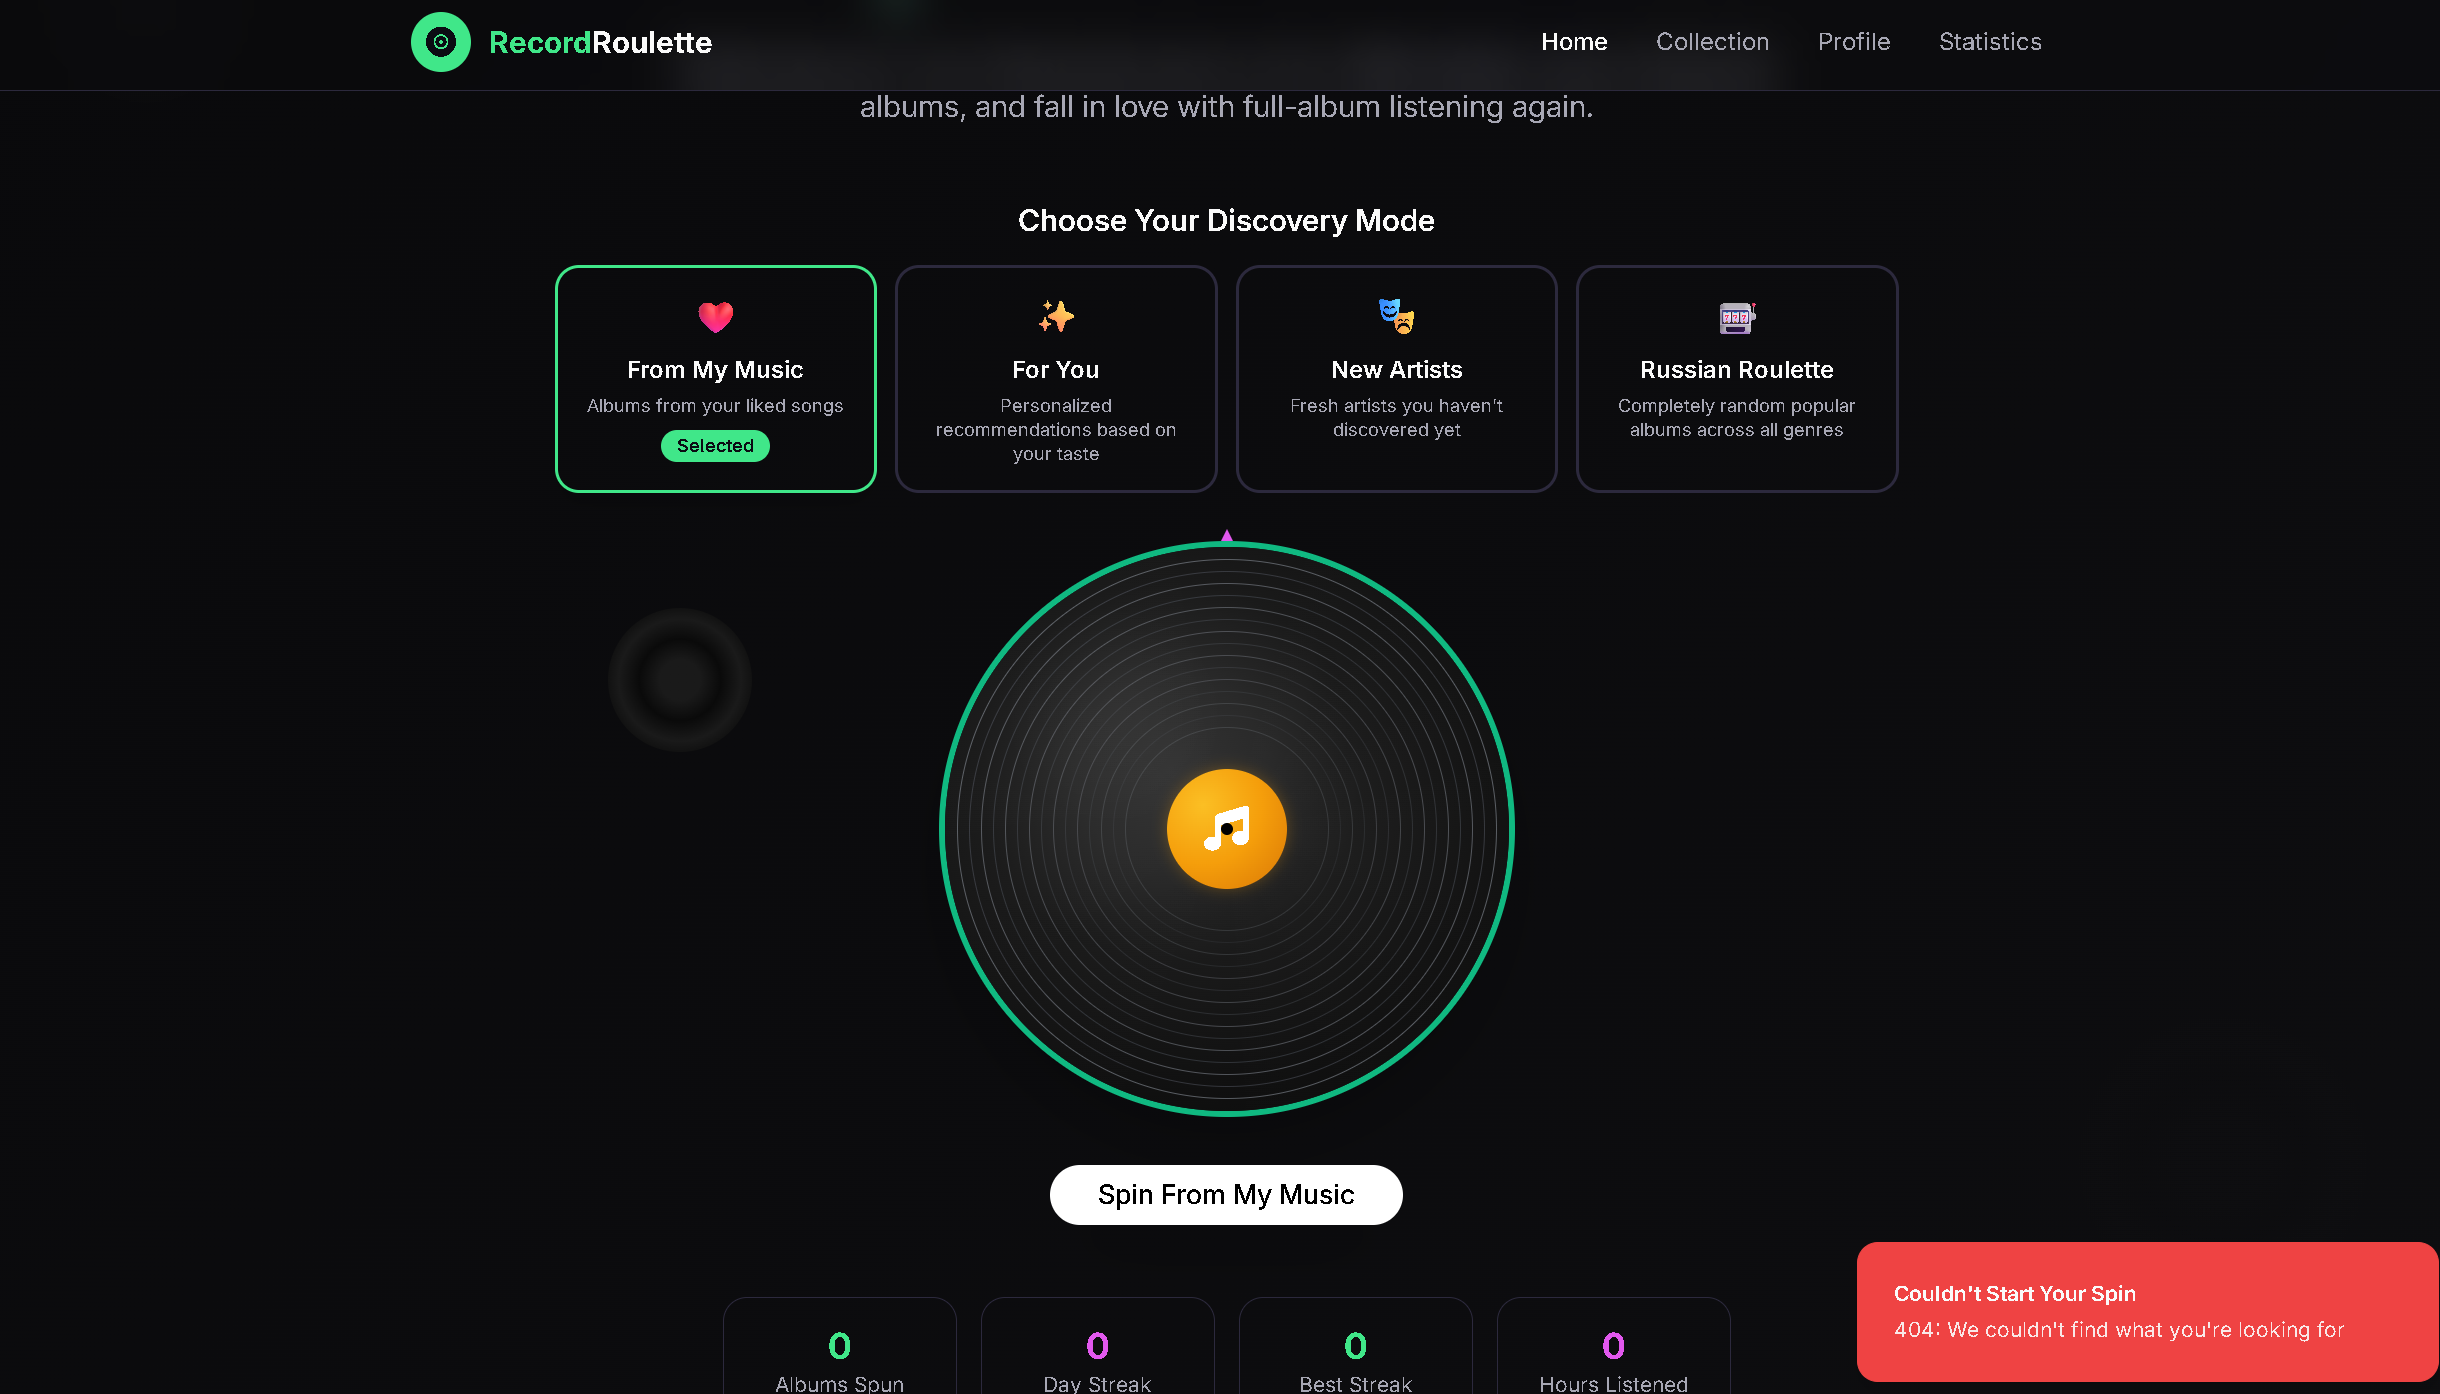 RecordRoulette
Home
Collection
Profile
Statistics
albums, and fall in love with full-album listening again.
Choose Your Discovery Mode
From My Music
Albums from your liked songs
Selected
For You
Personalized
recommendations based on
your taste
New Artists
Fresh artists you haven't
discovered yet
Russian Roulette
Completely random popular
albums across all genres
Spin From My Music
0
Albums Spun
0
Day Streak
0
Best Streak
0
Hours Listened
Couldn't Start Your Spin
404: We couldn't find what you're looking for